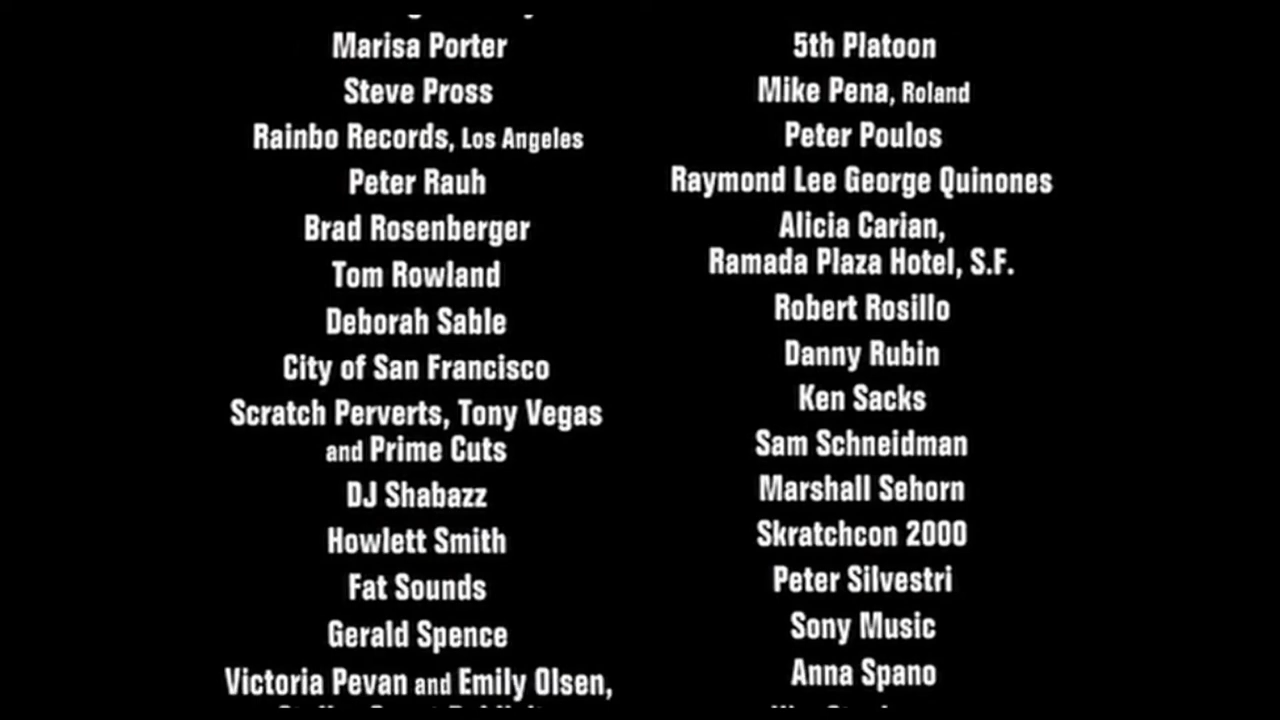 Marisa Porter
Steve Pross
Rainbo Records, Los Angeles
Peter Rauh
Brad Rosenberger
Tom Rowland
Deborah Sable
City of San Francisco
Scratch Perverts, Tony Vegas
and Prime Cuts
DJ Shabazz
Howlett Smith
Fat Sounds
Gerald Spence
Victoria Pevan and Emily Olsen,
5th Platoon
Mike Pena, Roland
Peter Poulos
Raymond Lee George Quinones
Alicia Carian,
Ramada Plaza Hotel, S.F.
Robert Rosillo
Danny Rubin
Ken Sacks
Sam Schneidman
Marshall Sehorn
Skratchcon 2000
Peter Silvestri
Sony Music
Anna Spano